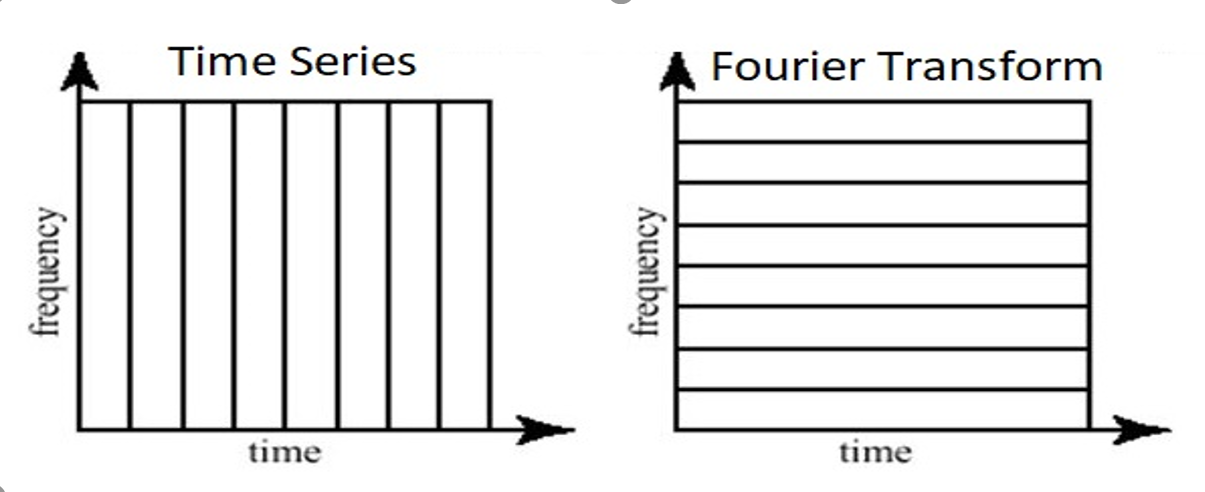 Time Series
frequency
time
Fourier Transform
frequency
time